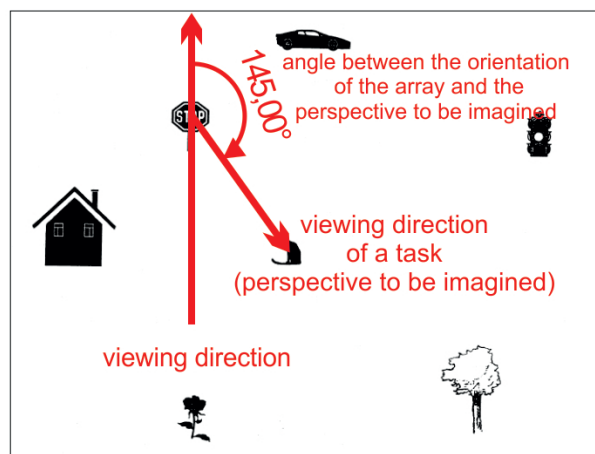 angle between the orientation
of the array and the
perspective to be imagined
145,00°
STOP
viewing direction
of a task
(perspective to be imagined)
viewing direction